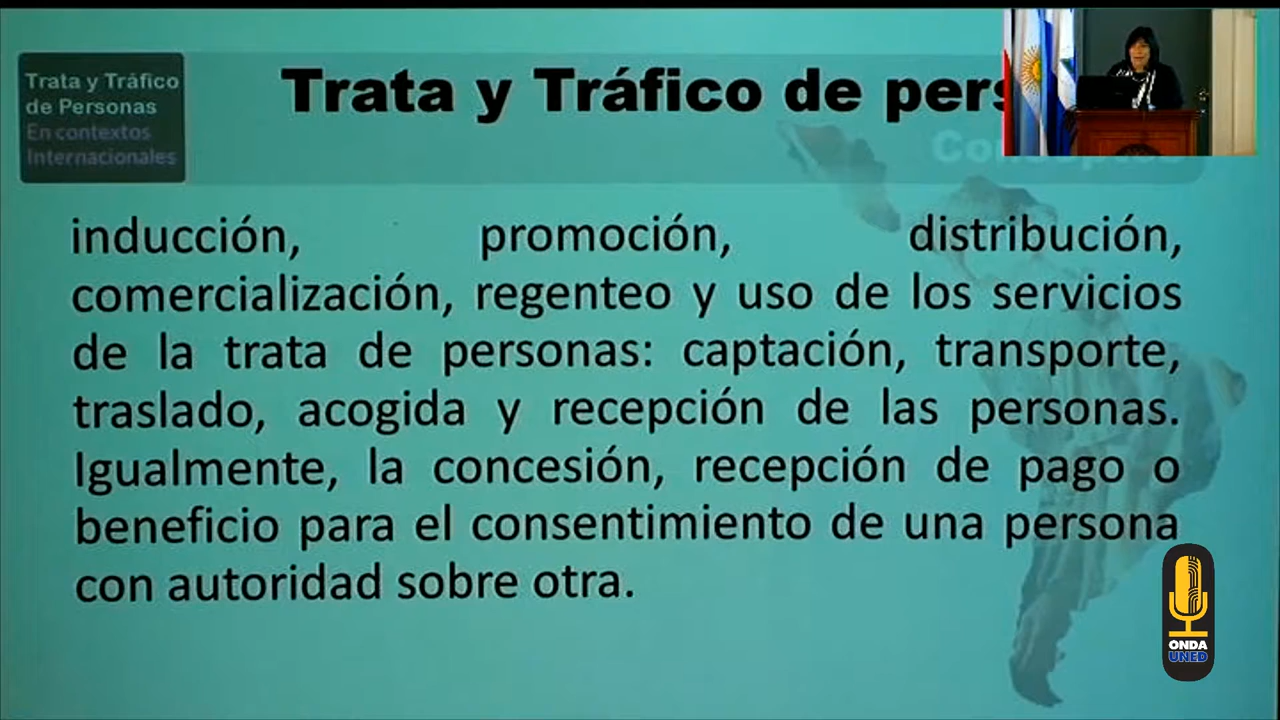 Trata y Tráfico
de Personas
En contextos
Internacionales
Trata y Tráfico de
inducción, promoción, distribución,
comercialización, regenteo y uso de los servicios
de la trata de personas: captación, transporte,
traslado, acogida y recepción de las personas.
Igualmente, la concesión, recepción de pago o
beneficio para el consentimiento de una persona
con autoridad sobre otra.
ONDA
UNED